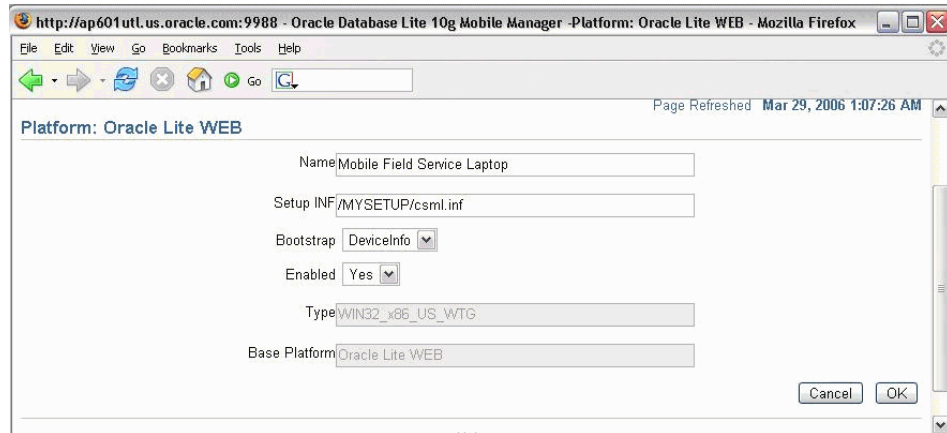 http://ap601utl.us.oracle.com:9988 - Oracle Database Lite 10g Mobile Manager -Platform: Oracle Lite WEB - Mozilla Firefox
File Edit View Go Bookmarks Tools Help
Go G
Page Refreshed Mar 29, 2006 1:07:26 AM
Platform: Oracle Lite WEB
Name Mobile Field Service Laptop
Setup INF /MYSETUP/csml.inf
Bootstrap DeviceInfo
Enabled Yes
Type WIN32_x86_US_WTG
Base Platform Oracle Lite WEB
Cancel OK